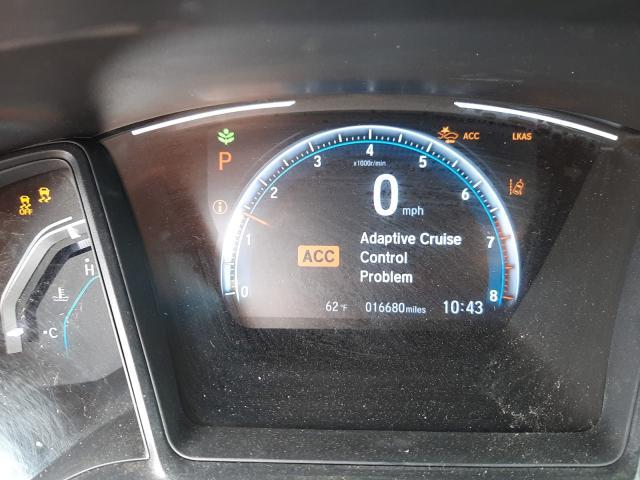 ACC LKAS
P
4
3 5
x1000r/min
2 6
0 mph
OFF
1 7
Adaptive Cruise
ACC Control
Problem
H
0 8
62°F 016680miles 10:43
C